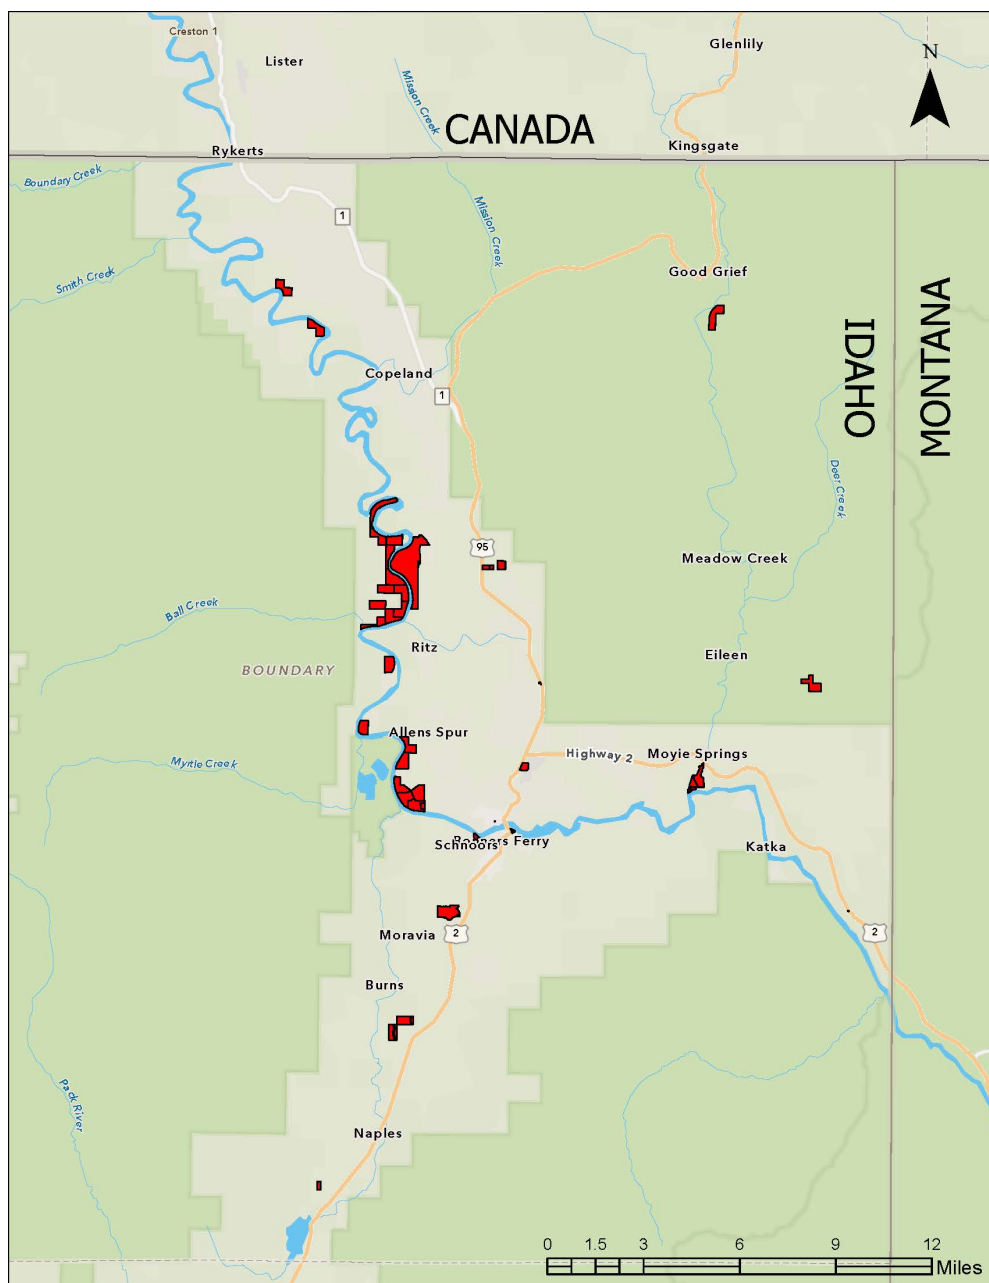 Creston 1
Glenlily
Lister
N
Mission Creek
CANADA
Kingsgate
Rykerts
Boundary Creek
Mission Creek
1
Smith Creek
Good Grief
IDAHO
MONTANA
Copeland
1
Deer Creek
95
Meadow Creek
Ball Creek
Ritz
Eileen
BOUNDARY
Allens Spur
Myrtle Creek
Highway 2
Moyie Springs
Bonners Ferry
Schnoors
Katka
Moravia
2
2
Burns
Pack River
Naples
0 1.5 3 6 9 12
Miles